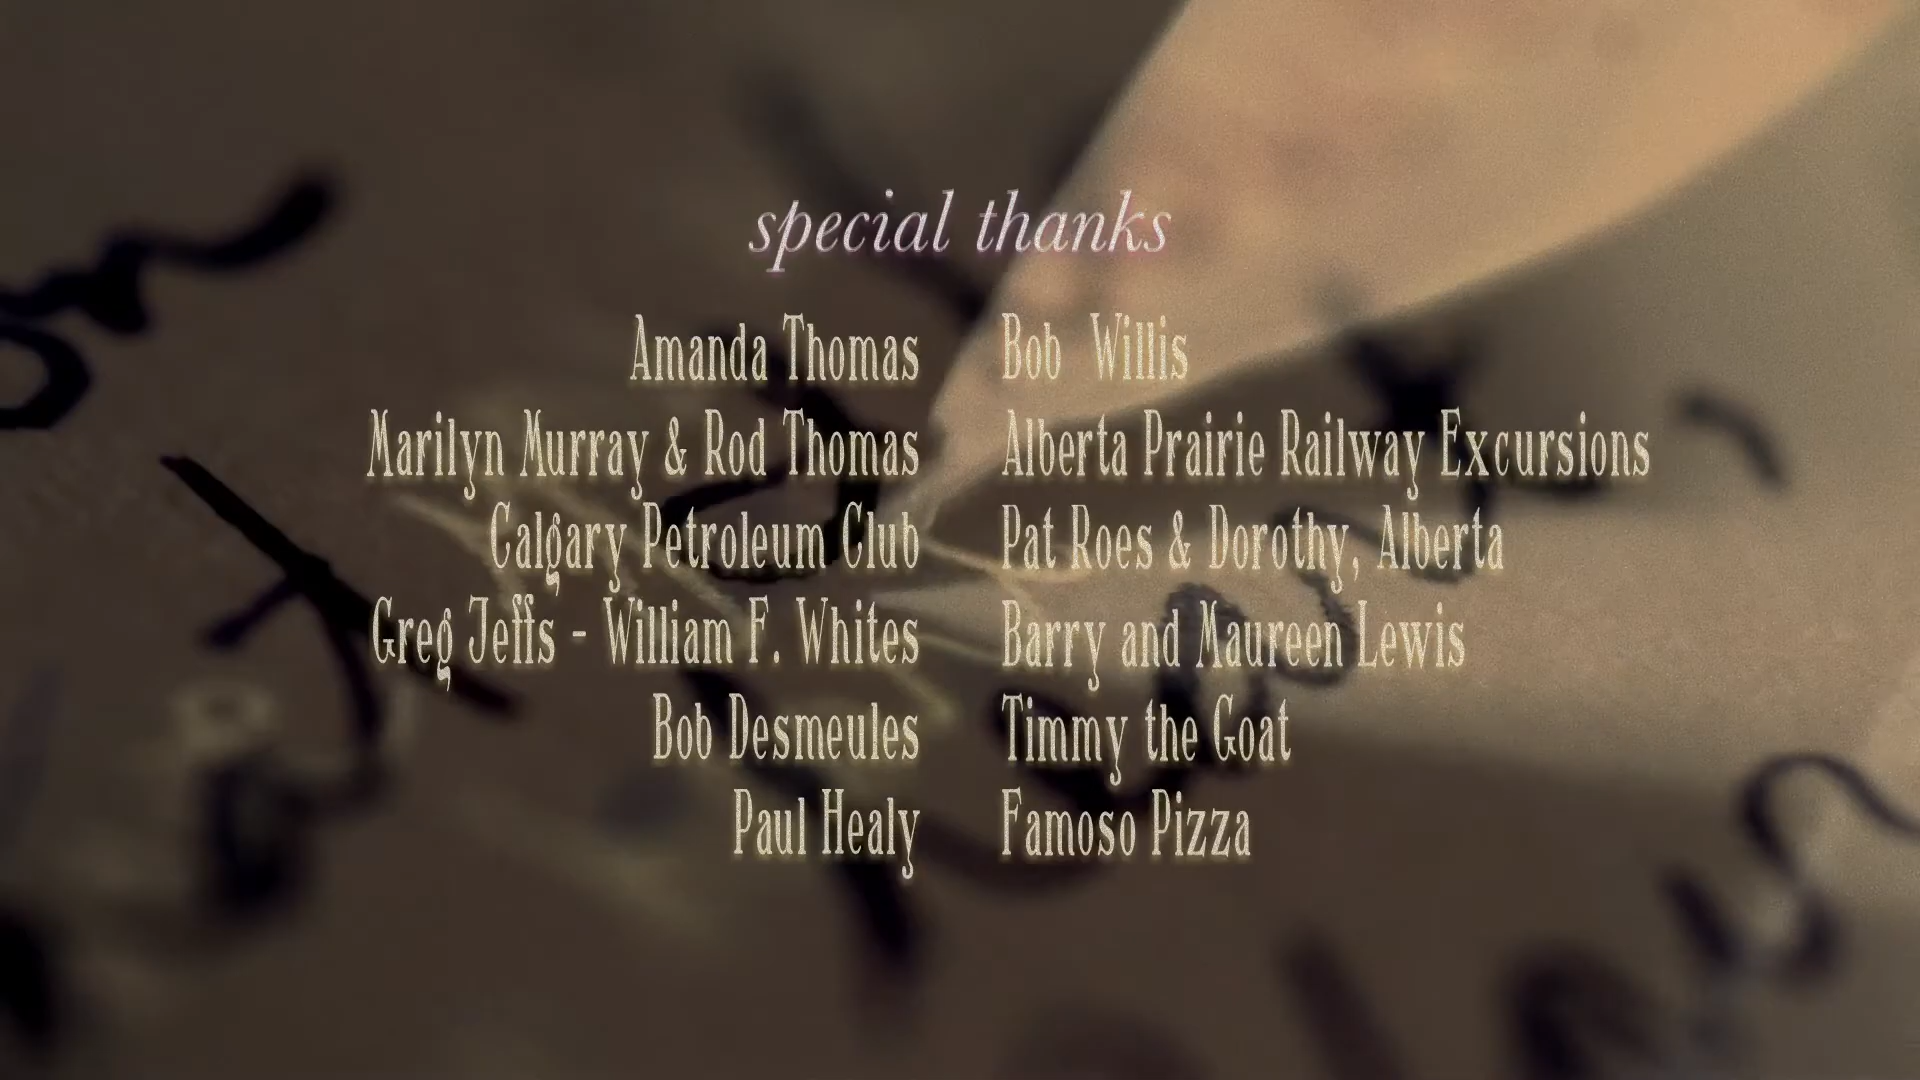 special thanks
Amanda Thomas
Bob Willis
Marilyn Murray & Rod Thomas
Alberta Prairie Railway Excursions
Calgary Petroleum Club
Pat Roes & Dorothy, Alberta
Greg Jeffs - William F. Whites
Barry and Maureen Lewis
Bob Desmeules
Timmy the Goat
Paul Healy
Famoso Pizza